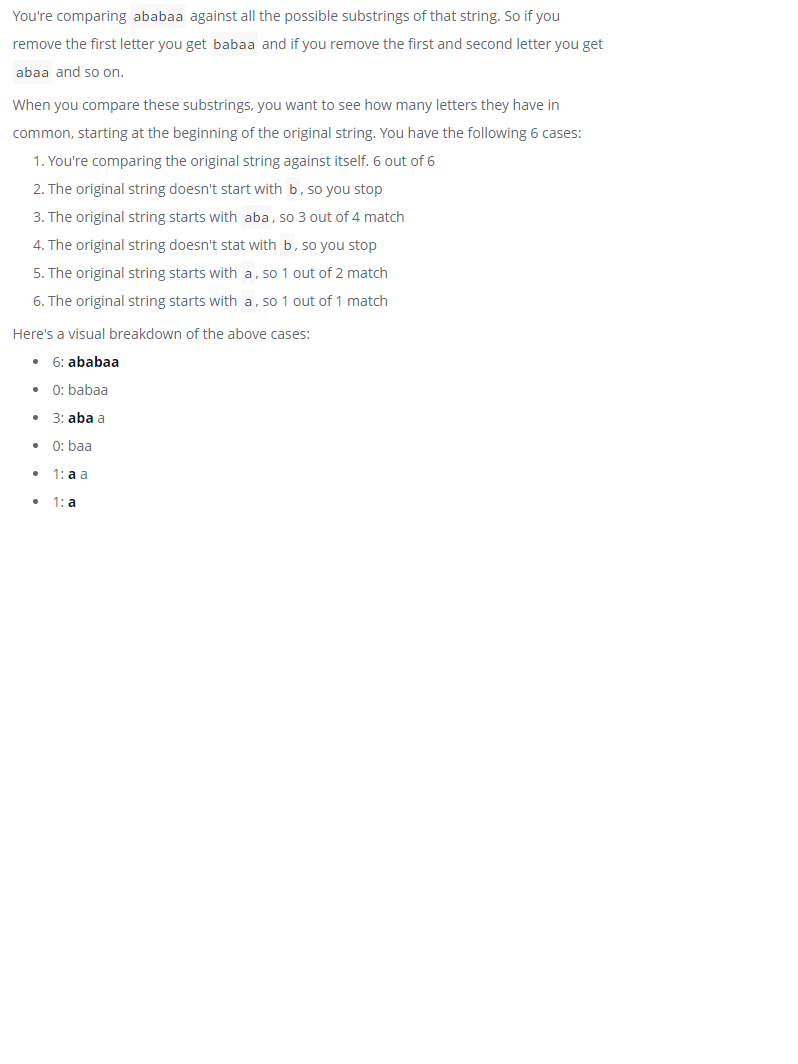 You're comparing ababaa against all the possible substrings of that string. So if you
remove the first letter you get babaa and if you remove the first and second letter you get
abaa and so on.
When you compare these substrings, you want to see how many letters they have in
common, starting at the beginning of the original string. You have the following 6 cases:
1. You're comparing the original string against itself. 6 out of 6
2. The original string doesn't start with b, so you stop
3. The original string starts with aba, so 3 out of 4 match
4. The original string doesn't stat with b, so you stop
5. The original string starts with a, so 1 out of 2 match
6. The original string starts with a, so 1 out of 1 match
Here's a visual breakdown of the above cases:
• 6: ababaa
• 0: babaa
• 3: aba a
• 0: baa
• 1: a a
• 1: a